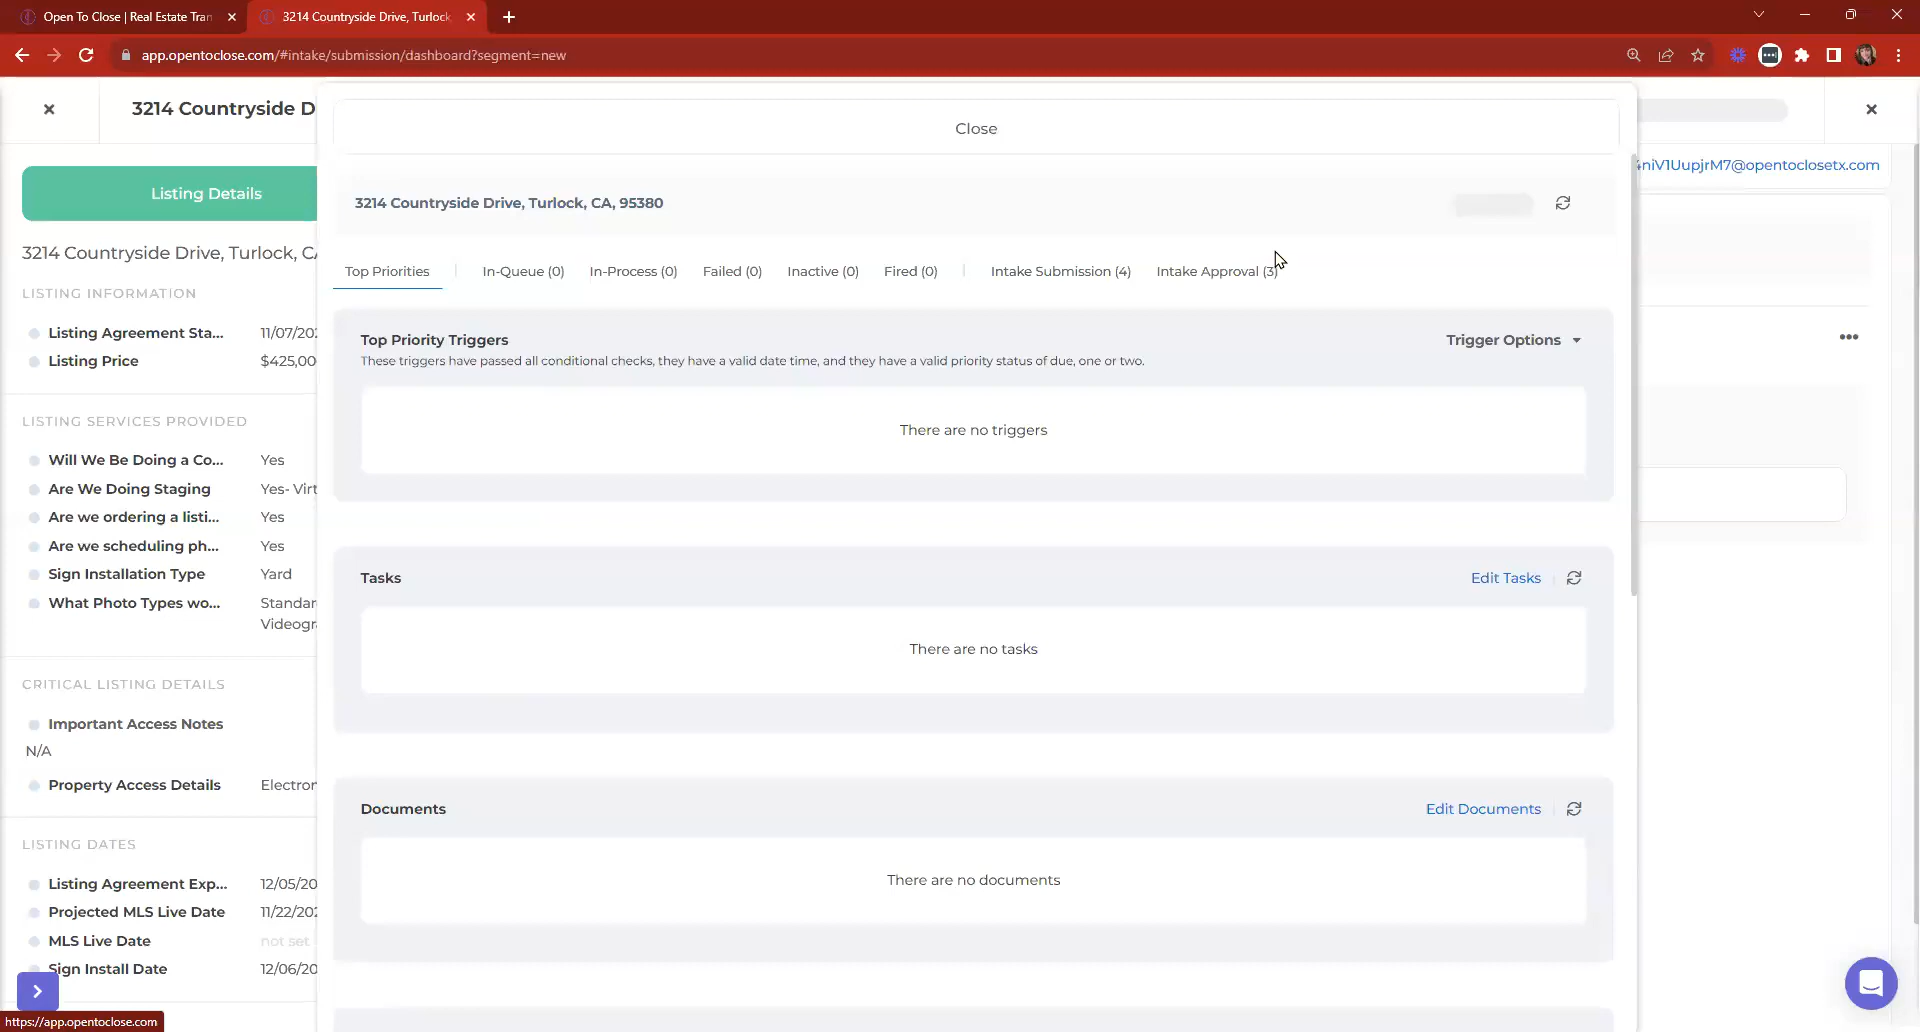 Open To Close | Real Estate Tran
3214 Countryside Drive, Turlock,
app.opentoclose.com/#intake/submission/dashboard?segment=new
3214 Countryside D
Close
4niV1UupjrM7@opentoclosetx.com
Listing Details
3214 Countryside Drive, Turlock, CA, 95380
3214 Countryside Drive, Turlock, CA
Top Priorities
In-Queue (0)
In-Process (0)
Failed (0)
Inactive (0)
Fired (0)
Intake Submission (4)
Intake Approval (3)
LISTING INFORMATION
Listing Agreement Sta... 11/07/202
Listing Price $425,00
Top Priority Triggers
Trigger Options
These triggers have passed all conditional checks, they have a valid date time, and they have a valid priority status of due, one or two.
There are no triggers
LISTING SERVICES PROVIDED
Will We Be Doing a Co... Yes
Are We Doing Staging Yes- Virt
Are we ordering a listi... Yes
Are we scheduling ph... Yes
Sign Installation Type Yard
What Photo Types wo... Standar
Videogra
Tasks
Edit Tasks
There are no tasks
CRITICAL LISTING DETAILS
Important Access Notes
N/A
Property Access Details Electron
Documents
Edit Documents
There are no documents
LISTING DATES
Listing Agreement Exp... 12/05/20
Projected MLS Live Date 11/22/202
MLS Live Date not set
Sign Install Date 12/06/20
https://app.opentoclose.com